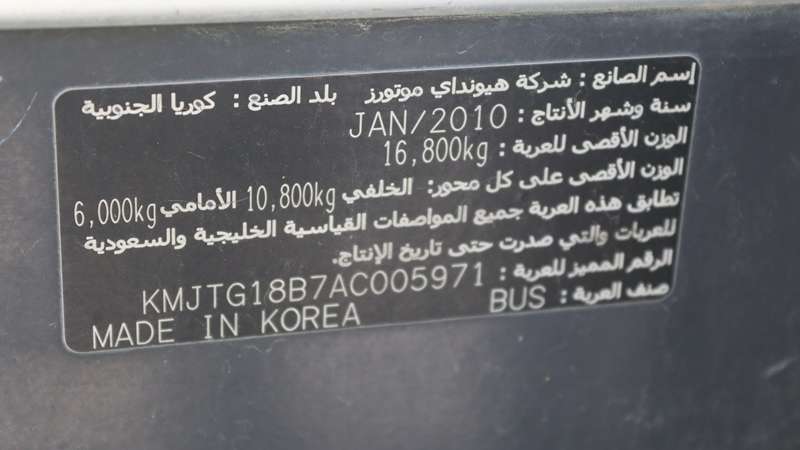 إسم الصانع : شركة هيونداي موتورز بلد الصنع : كوريا الجنوبية
سنة وشهر الأنتاج : JAN/2010
الوزن الأقصى للعربة : 16,800kg
الوزن الأقصى على كل محور: الخلفي 10,800kg الأمامي 6,000kg
تطابق هذه العربة جميع المواصفات القياسية الخليجية والسعودية
للعربات والتي صدرت حتى تاريخ الإنتاج.
الرقم المميز للعربة : KMJTG18B7AC005971
صنف العربة: BUS
MADE IN KOREA